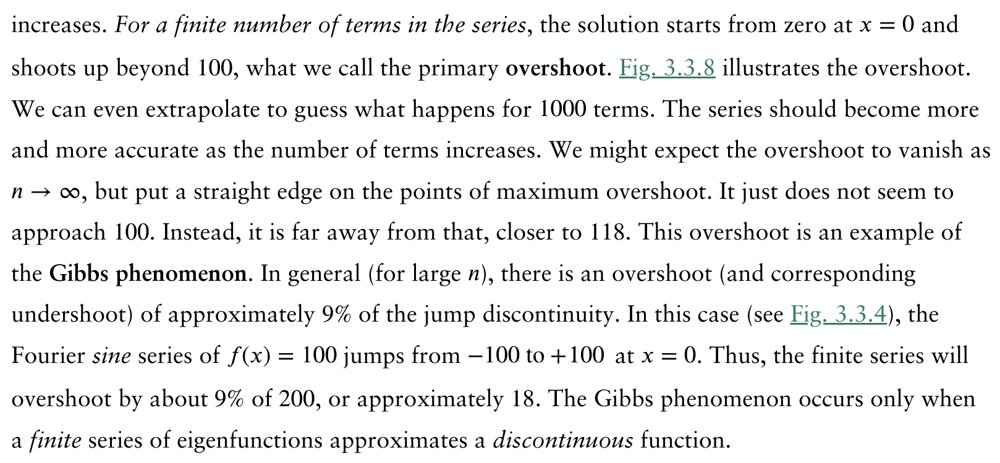 increases. For a finite number of terms in the series, the solution starts from zero at x = 0 and
shoots up beyond 100, what we call the primary overshoot. Fig. 3.3.8 illustrates the overshoot.
We can even extrapolate to guess what happens for 1000 terms. The series should become more
and more accurate as the number of terms increases. We might expect the overshoot to vanish as
n → ∞, but put a straight edge on the points of maximum overshoot. It just does not seem to
approach 100. Instead, it is far away from that, closer to 118. This overshoot is an example of
the Gibbs phenomenon. In general (for large n), there is an overshoot (and corresponding
undershoot) of approximately 9% of the jump discontinuity. In this case (see Fig. 3.3.4), the
Fourier sine series of f(x) = 100 jumps from −100 to +100 at x = 0. Thus, the finite series will
overshoot by about 9% of 200, or approximately 18. The Gibbs phenomenon occurs only when
a finite series of eigenfunctions approximates a discontinuous function.